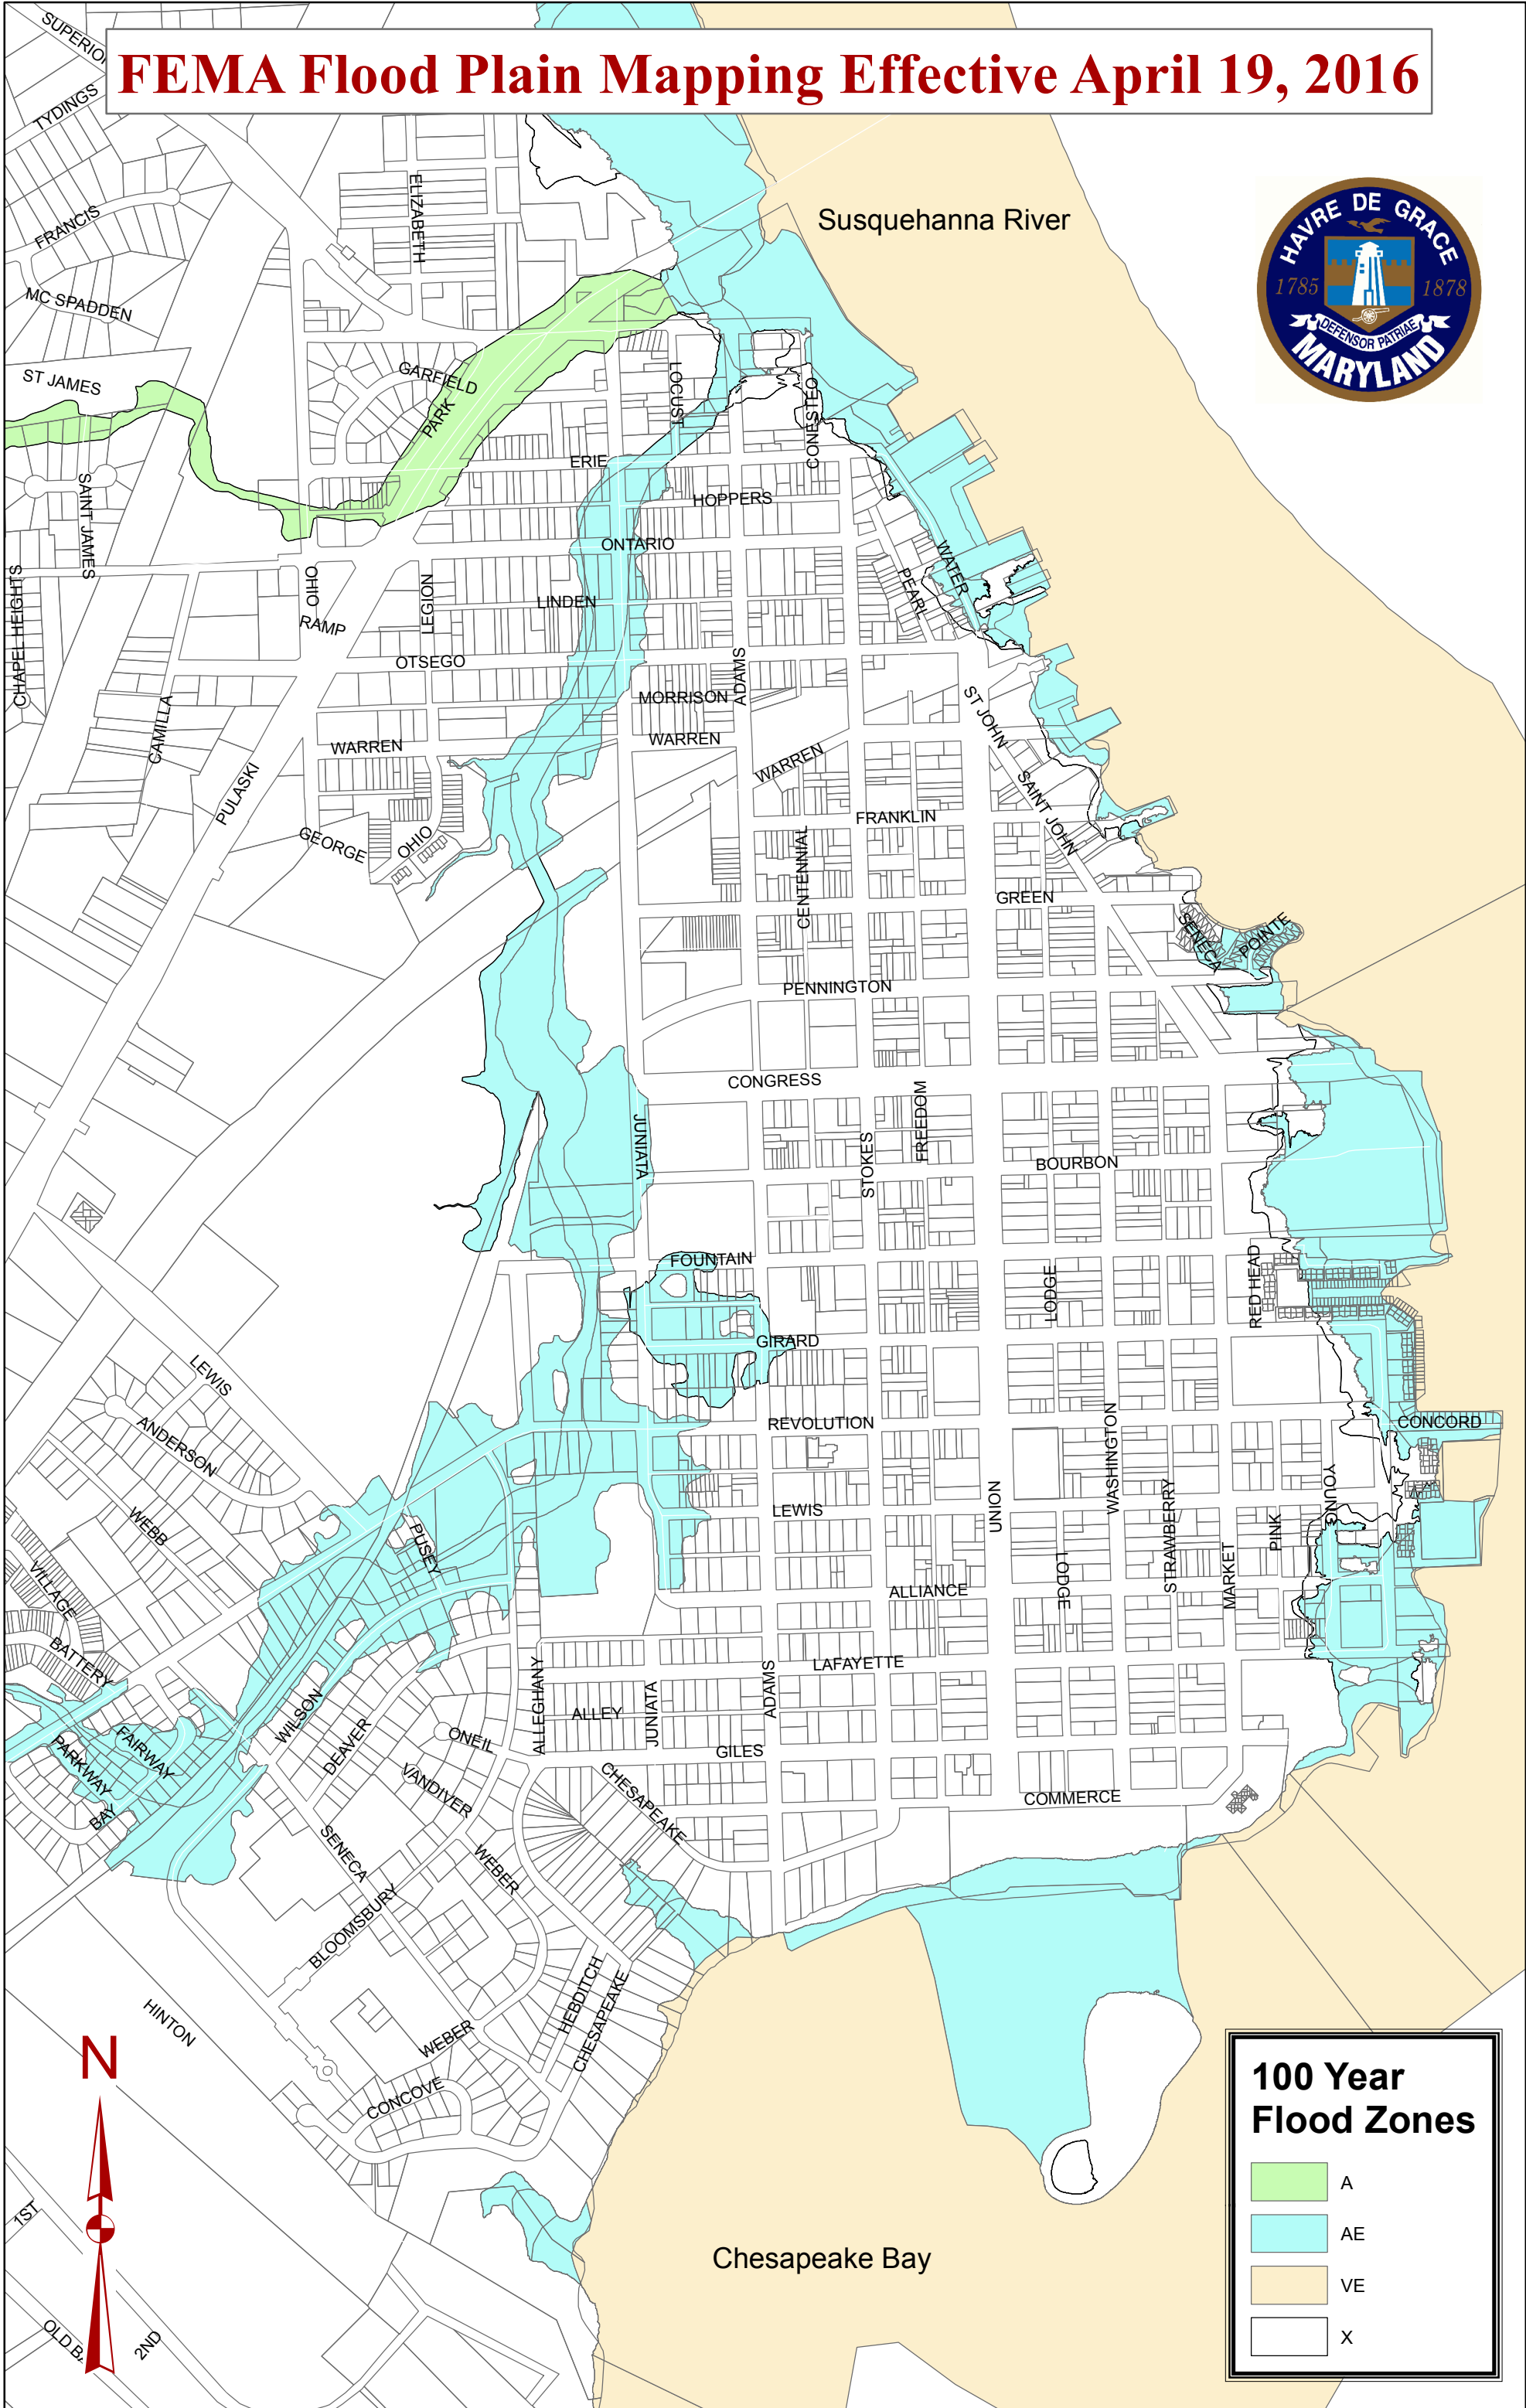 SUPERIO
FEMA Flood Plain Mapping Effective April 19, 2016
TYDINGS
ELIZABETH
FRANCIS
Susquehanna River
HAVRE DE GRACE
1785
1878
DEFENSOR PATRIAE
MARYLAND
MC SPADDEN
ST JAMES
GARFIELD
LOCUST
CONESTEO
PARK
ERIE
HOPPERS
SAINT JAMES
ONTARIO
WATER
CHAPEL HEIGHTS
OHIO
LEGION
LINDEN
PEARL
RAMP
OTSEGO
ADAMS
MORRISON
ST JOHN
CAMILLA
WARREN
WARREN
WARREN
PULASKI
SAINT JOHN
FRANKLIN
GEORGE
OHIO
CENTENNIAL
GREEN
SENECA
POINTE
PENNINGTON
CONGRESS
FREEDOM
JUNIATA
STOKES
BOURBON
FOUNTAIN
RED HEAD
LODGE
GIRARD
LEWIS
ANDERSON
REVOLUTION
WASHINGTON
CONCORD
WEBB
LEWIS
UNION
STRAWBERRY
YOUNG
PINK
PUSEY
VILLAGE
ALLIANCE
LODGE
MARKET
BATTERY
LAFAYETTE
ALLEGHANY
ADAMS
WILSON
ALLEY
JUNIATA
FAIRWAY
DEAVER
ONEIL
GILES
PARKWAY
VANDIVER
CHESAPEAKE
COMMERCE
BAY
SENECA
WEBER
BLOOMSBURY
HEBDITCH
CHESAPEAKE
HINTON
WEBER
N
CONCOVE
100 Year
Flood Zones
A
AE
VE
X
1ST
Chesapeake Bay
OLD BA
2ND